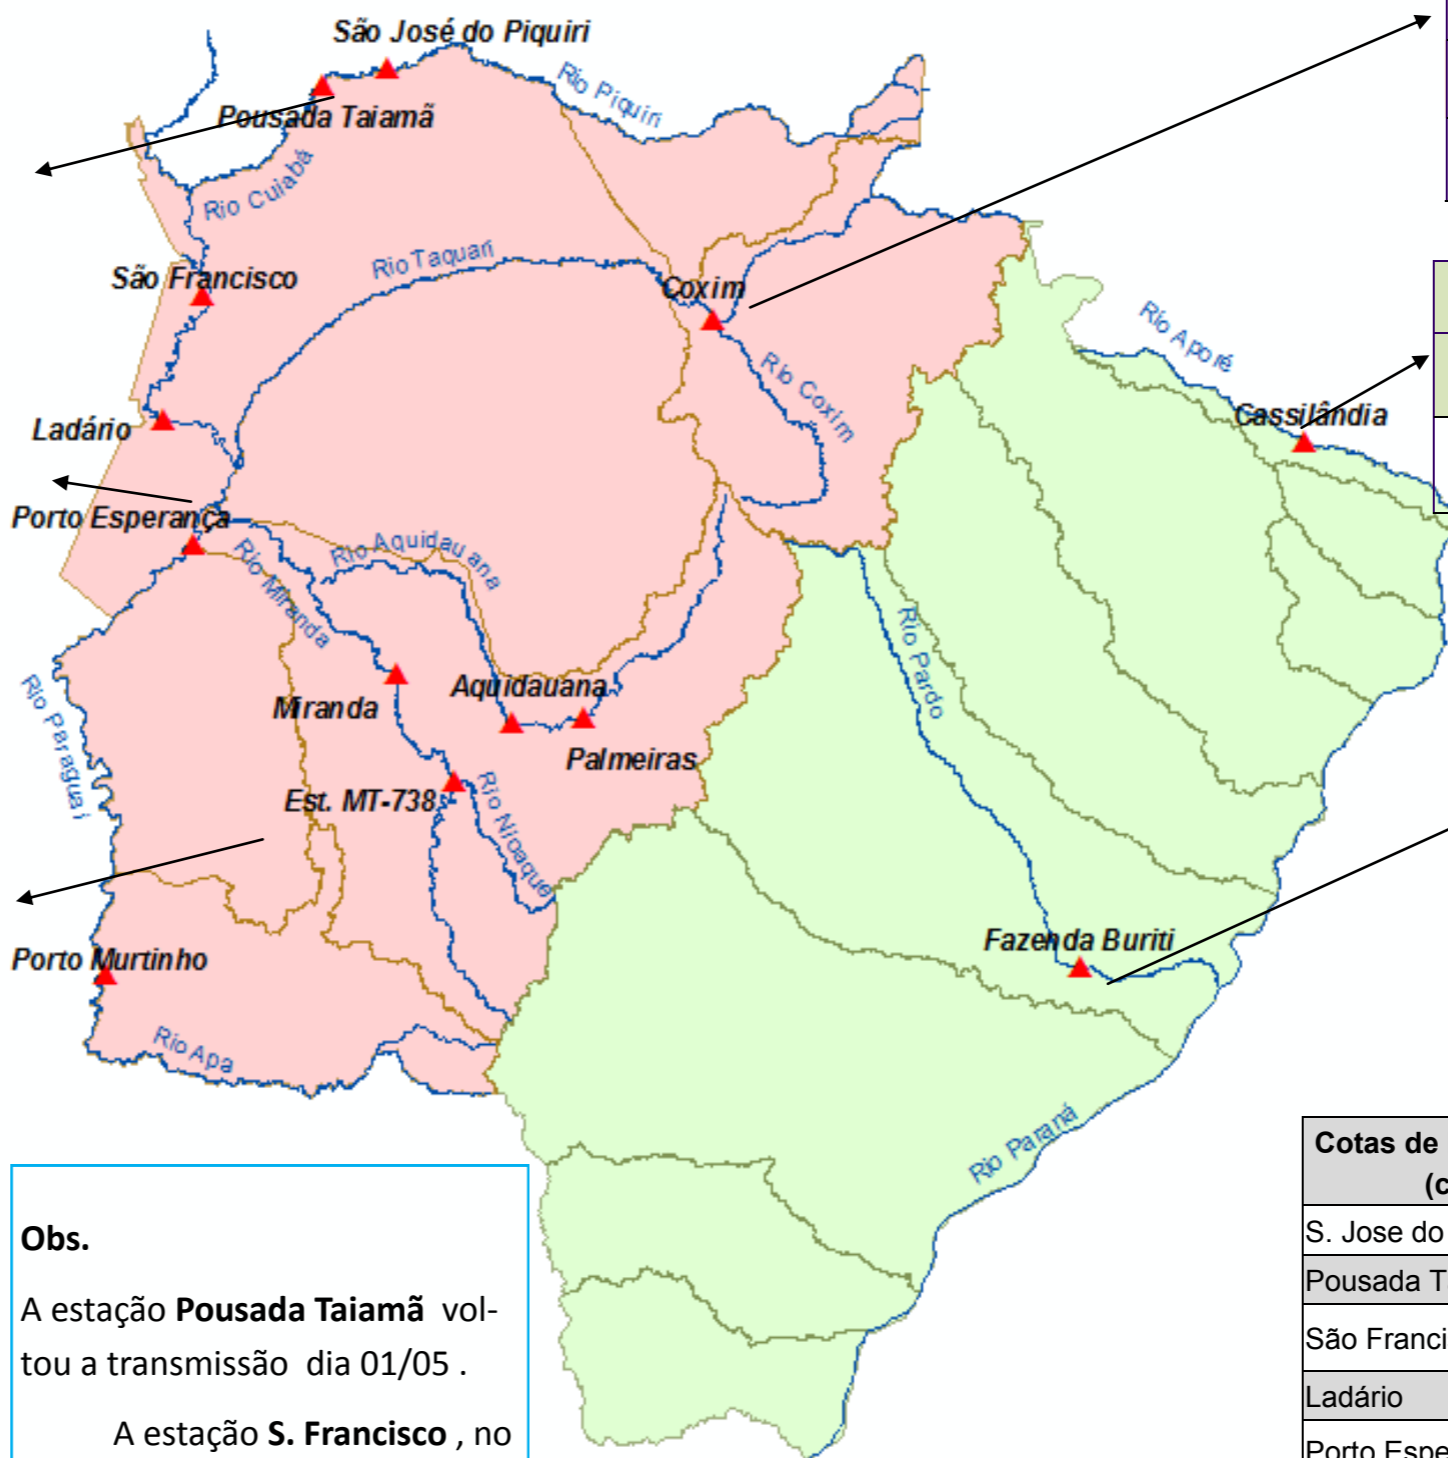 São José do Piquiri
Rio Piquiri
Pousada Taiamã
Rio Cuiabá
Rio Taquari
São Francisco
Coxim
Rio Aporé
Rio Coxim
Cassilândia
Ladário
Porto Esperança
Rio Aquidauana
Rio Miranda
Rio Pardo
Aquidauana
Miranda
Rio Paraguai
Palmeiras
Est. MT-738
Rio Nioaque
Fazenda Buriti
Porto Murtinho
Rio Apa
Rio Paraná
Obs.
A estação Pousada Taiamã vol-
tou a transmissão dia 01/05 .
A estação S. Francisco , no
Cotas de
(c
S. Jose do
Pousada T
São Franci
Ladário
Porto Espe